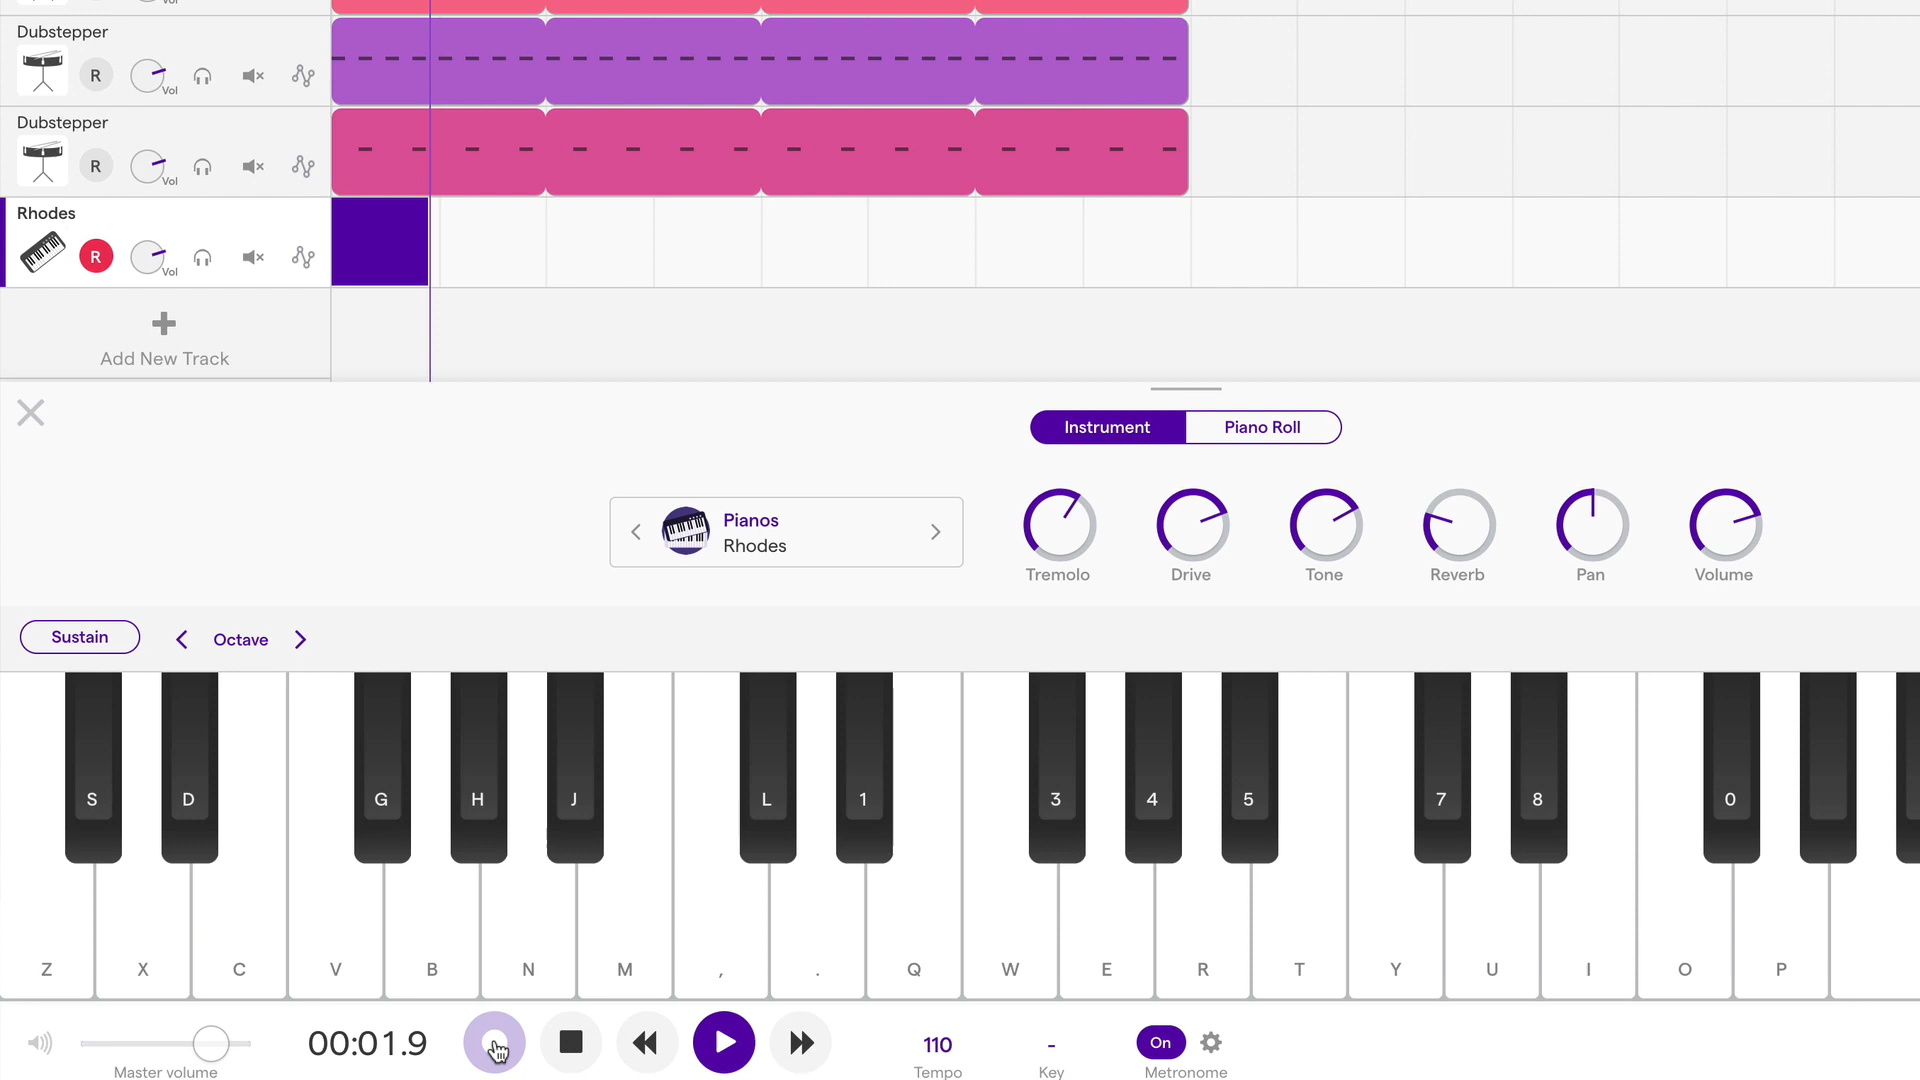 Vol
Dubstepper
R
Vol
Dubstepper
R
Vol
Rhodes
R
Vol
Add New Track
Instrument
Piano Roll
Pianos
Rhodes
Tremolo
Drive
Tone
Reverb
Pan
Volume
Sustain
Octave
S
D
G
H
J
L
1
3
4
5
7
8
0
Z
X
C
V
B
N
M
,
.
Q
W
E
R
T
Y
U
I
O
P
00:01.9
110
-
On
Master volume
Tempo
Key
Metronome